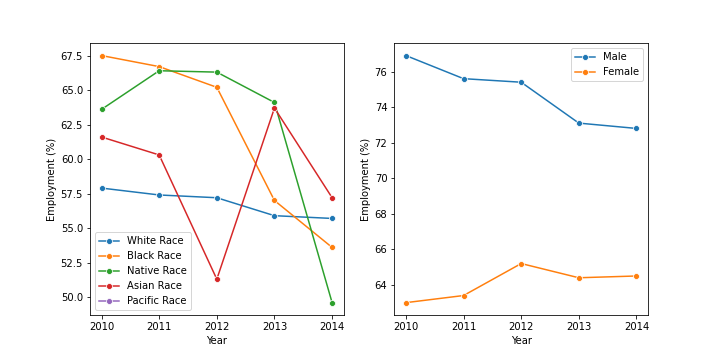 67.5
65.0
62.5
60.0
57.5
55.0
52.5
50.0
Employment (%)
White Race
Black Race
Native Race
Asian Race
Pacific Race
2010 2011 2012 2013 2014
Year
76
74
72
70
68
66
64
Employment (%)
Male
Female
2010 2011 2012 2013 2014
Year